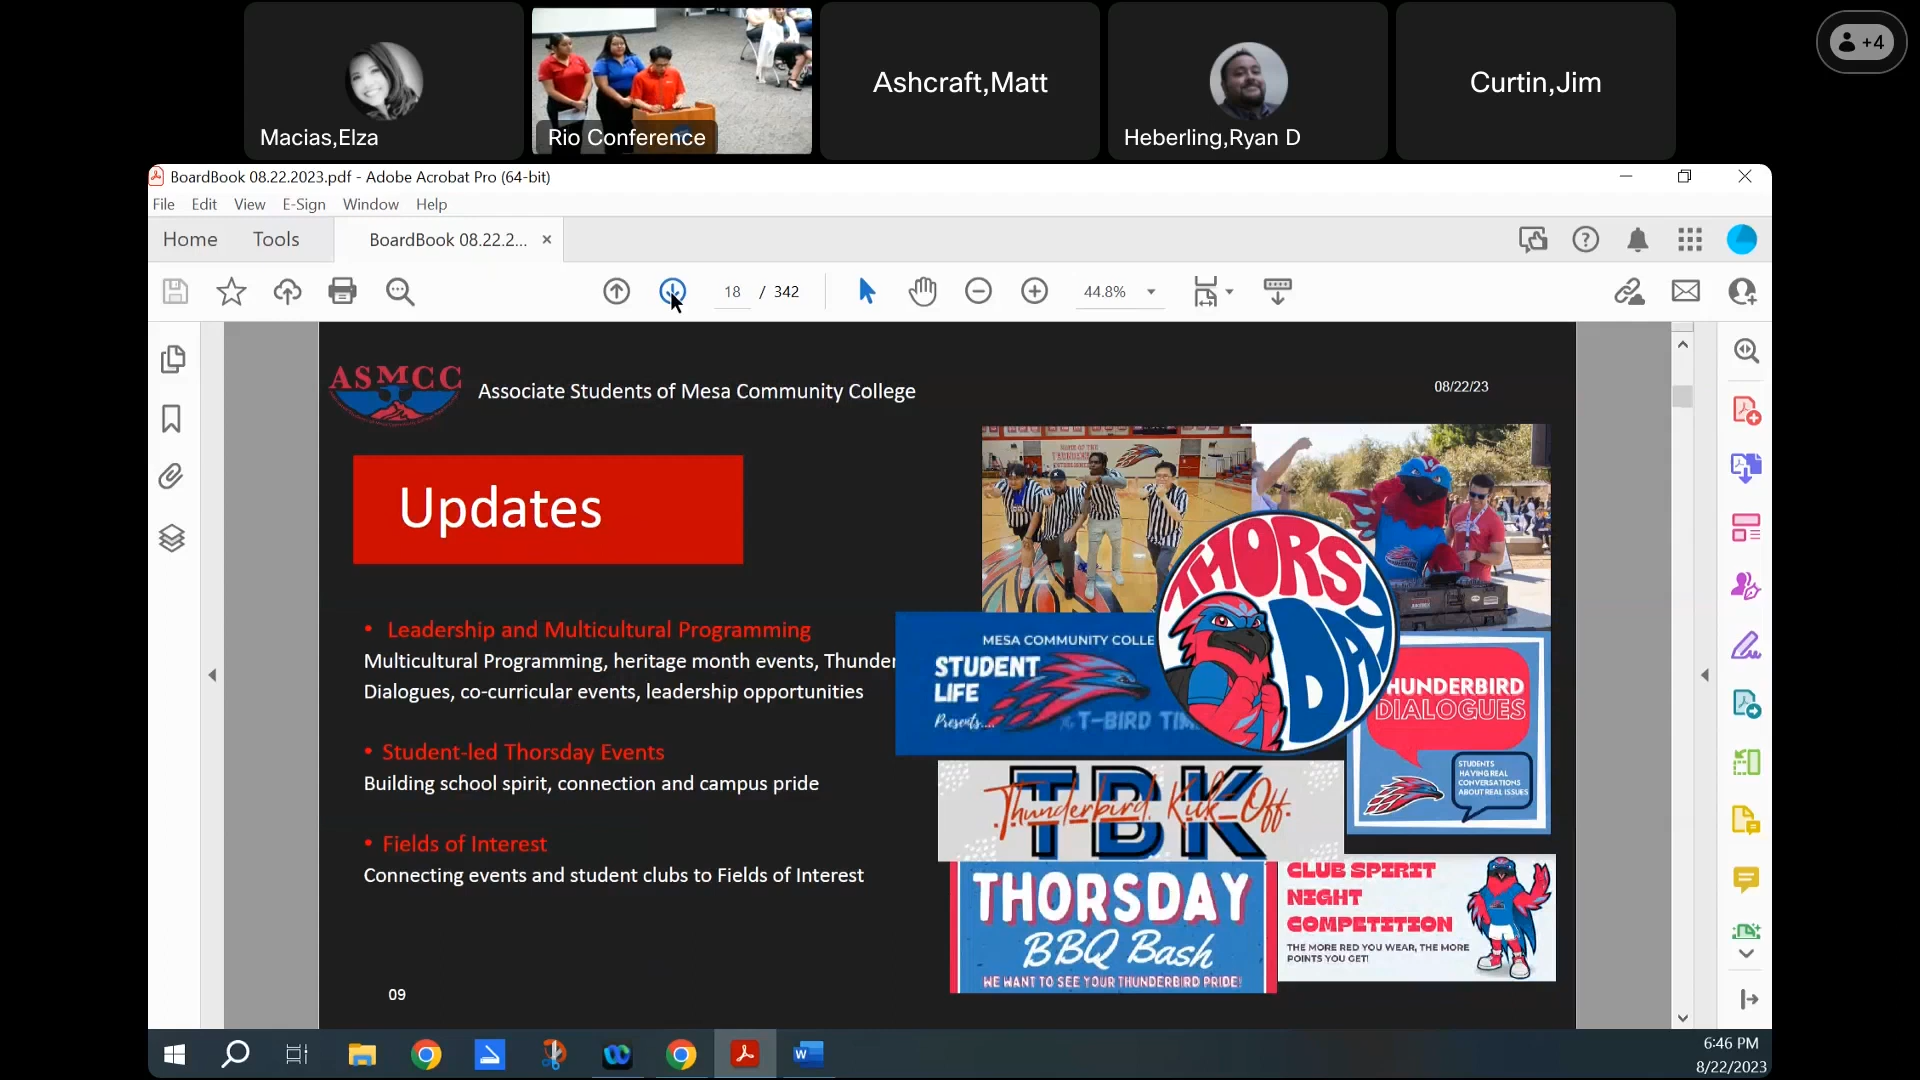 Macias,Elza
Rio Conference
Ashcraft,Matt
Heberling,Ryan D
Curtin,Jim
+4
BoardBook 08.22.2023.pdf - Adobe Acrobat Pro (64-bit)
File Edit View E-Sign Window Help
Home Tools BoardBook 08.22.2... ×
18 / 342 44.8%
ASMCC
Associate Students of Mesa Community College
08/22/23
Updates
• Leadership and Multicultural Programming
Multicultural Programming, heritage month events, Thunder
Dialogues, co-curricular events, leadership opportunities
• Student-led Thorsday Events
Building school spirit, connection and campus pride
• Fields of Interest
Connecting events and student clubs to Fields of Interest
09
HOME OF THE
THORS
DAY
MESA COMMUNITY COLLE
STUDENT
LIFE
Presents....
T-BIRD TIM
HUNDERBIRD
DIALOGUES
STUDENTS
HAVING REAL
CONVERSATIONS
ABOUT REAL ISSUES
TBK
Thunderbird Kick-Off
THORSDAY
BBQ Bash
WE WANT TO SEE YOUR THUNDERBIRD PRIDE!
CLUB SPIRIT
NIGHT
COMPETITION
THE MORE RED YOU WEAR, THE MORE
POINTS YOU GET!
6:46 PM
8/22/2023